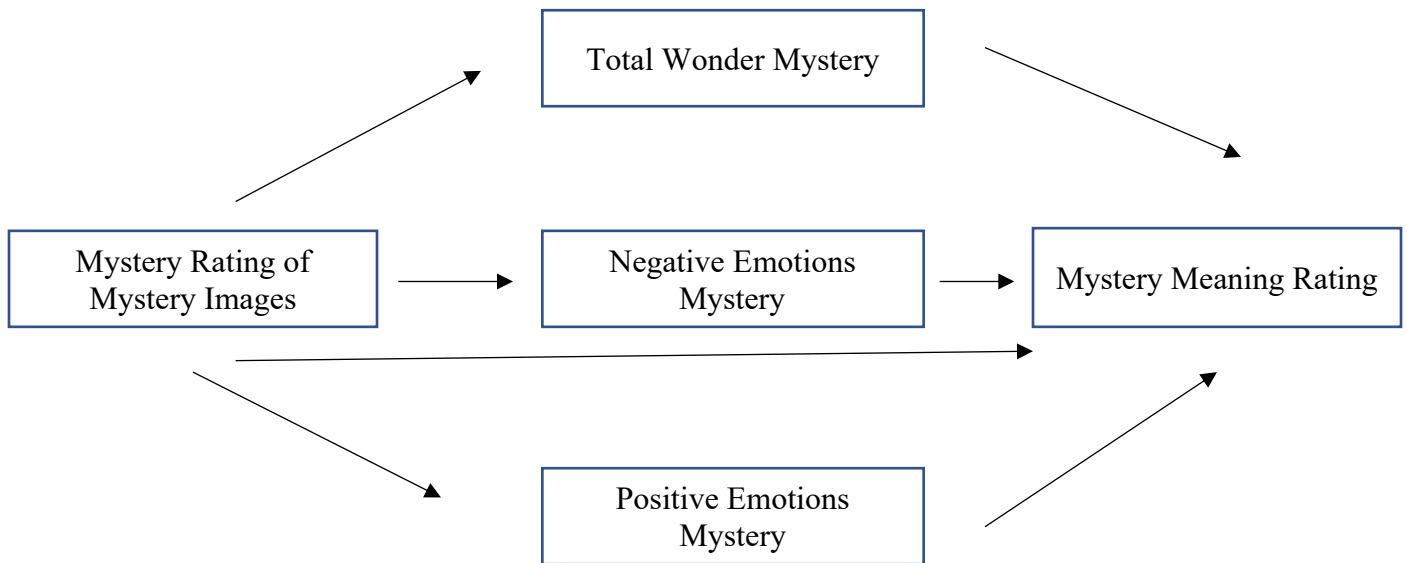 Total Wonder Mystery
Mystery Rating of
Mystery Images
Negative Emotions
Mystery
Mystery Meaning Rating
Positive Emotions
Mystery